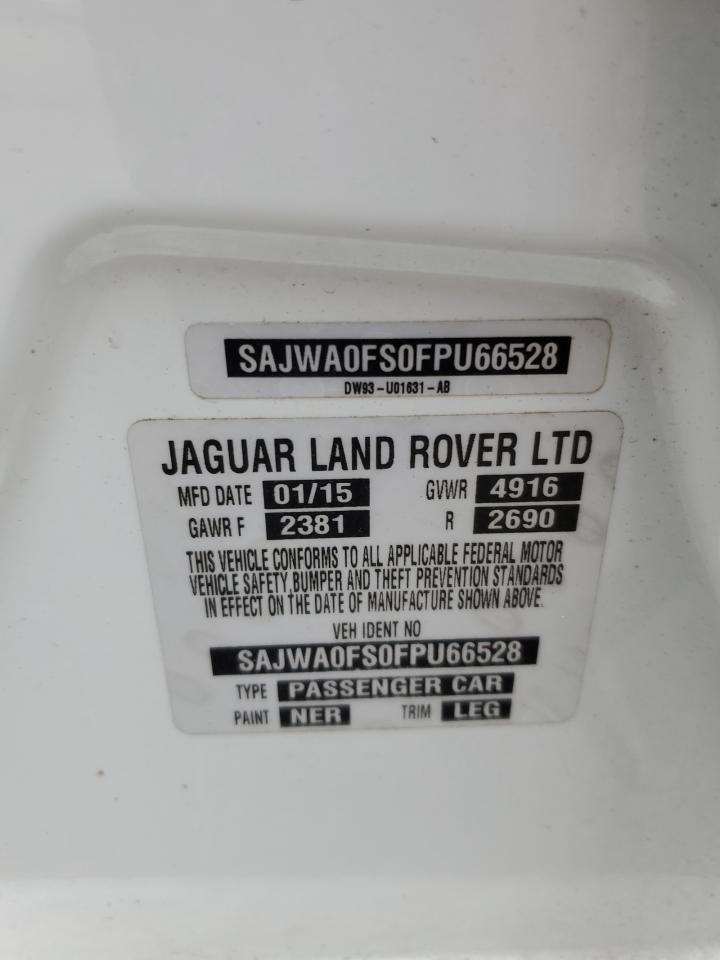 SAJWA0FS0FPU66528
DW93-U01631-AB
JAGUAR LAND ROVER LTD
MFD DATE 01/15 GVWR 4916
GAWR F 2381 R 2690
THIS VEHICLE CONFORMS TO ALL APPLICABLE FEDERAL MOTOR
VEHICLE SAFETY,BUMPER AND THEFT PREVENTION STANDARDS
IN EFFECT ON THE DATE OF MANUFACTURE SHOWN ABOVE.
VEH IDENT NO
SAJWA0FS0FPU66528
TYPE PASSENGER CAR
PAINT NER TRIM LEG